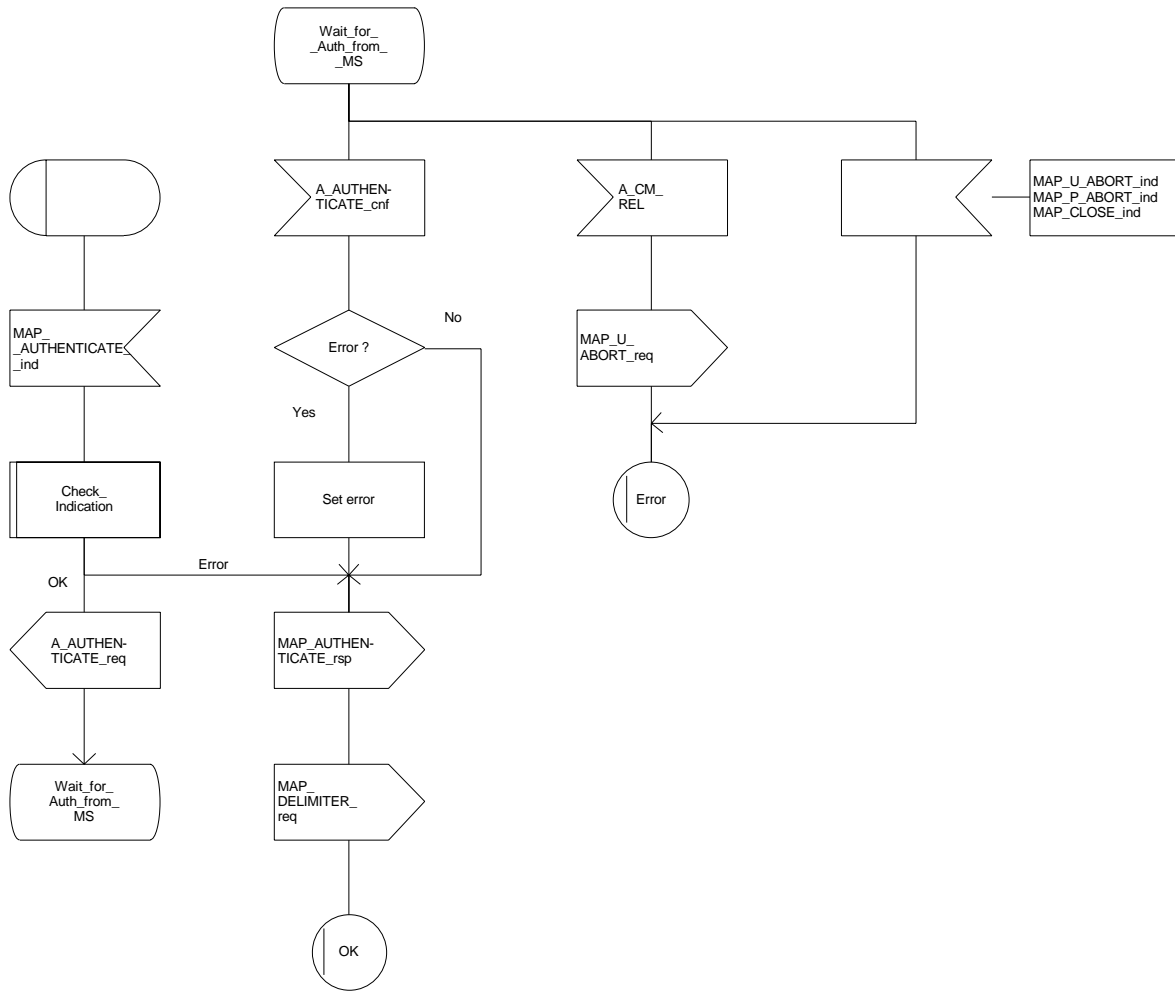 Wait_for_
_Auth_from_
_MS
A_AUTHEN-
TICATE_cnf
A_CM_
REL
MAP_U_ABORT_ind
MAP_P_ABORT_ind
MAP_CLOSE_ind
MAP_
_AUTHENTICATE_
_ind
Error ?
No
MAP_U_
ABORT_req
Yes
Check_
Indication
Set error
Error
Error
OK
A_AUTHEN-
TICATE_req
MAP_AUTHEN-
TICATE_rsp
Wait_for_
Auth_from_
MS
MAP_
DELIMITER_
req
OK